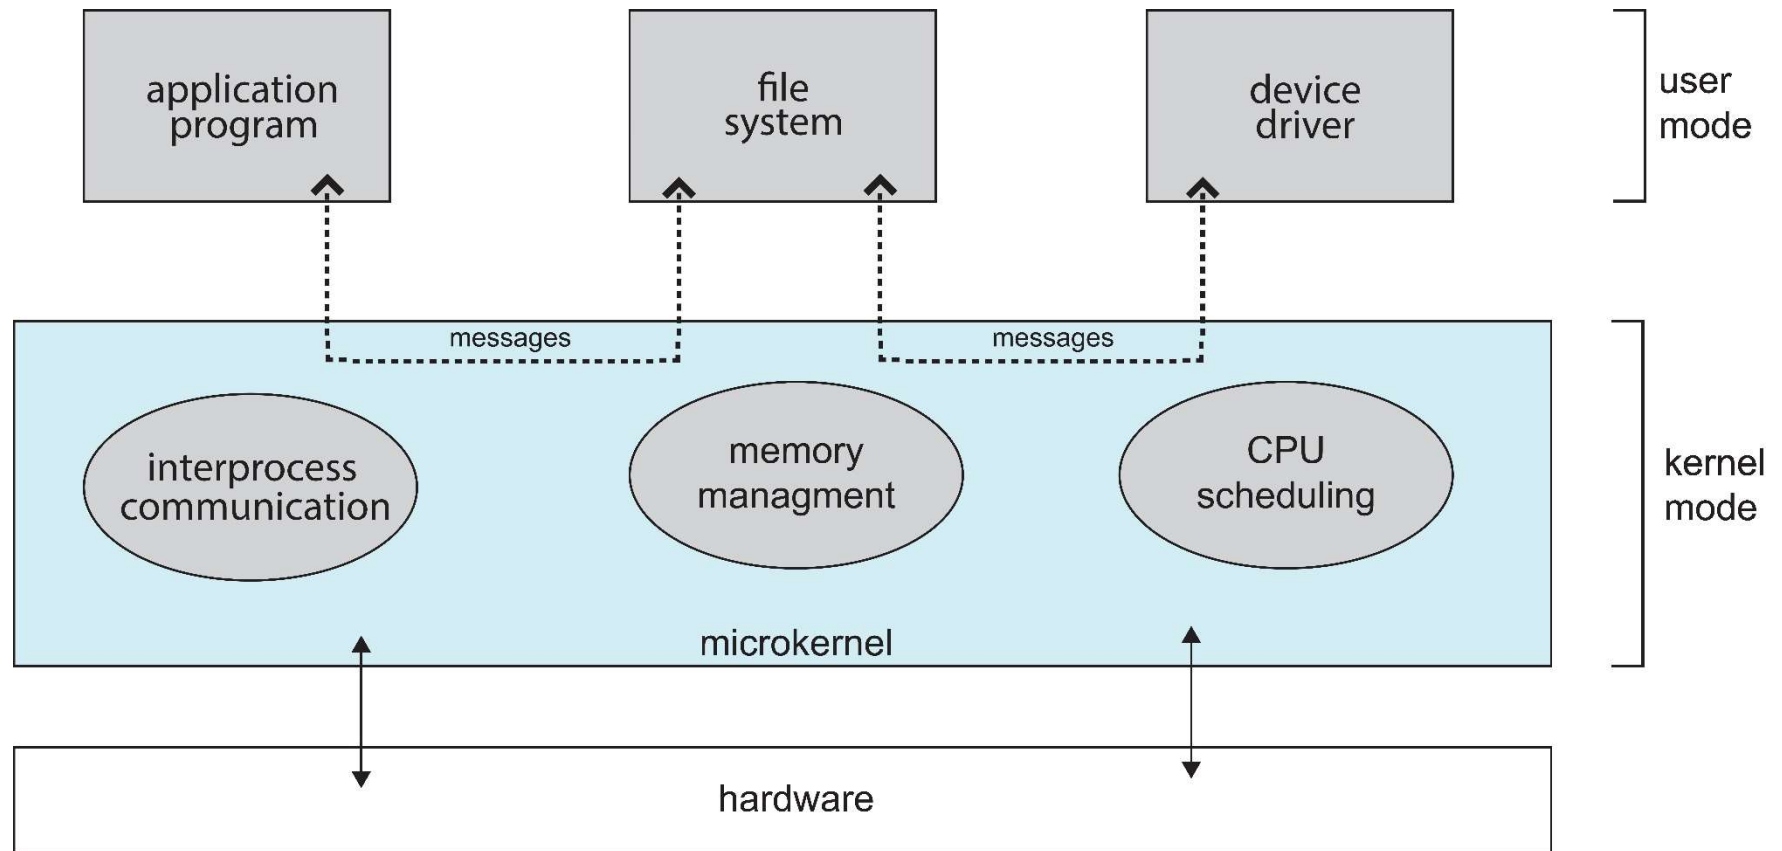 application
program
file
system
device
driver
user
mode
messages
messages
interprocess
communication
memory
managment
CPU
scheduling
kernel
mode
microkernel
hardware